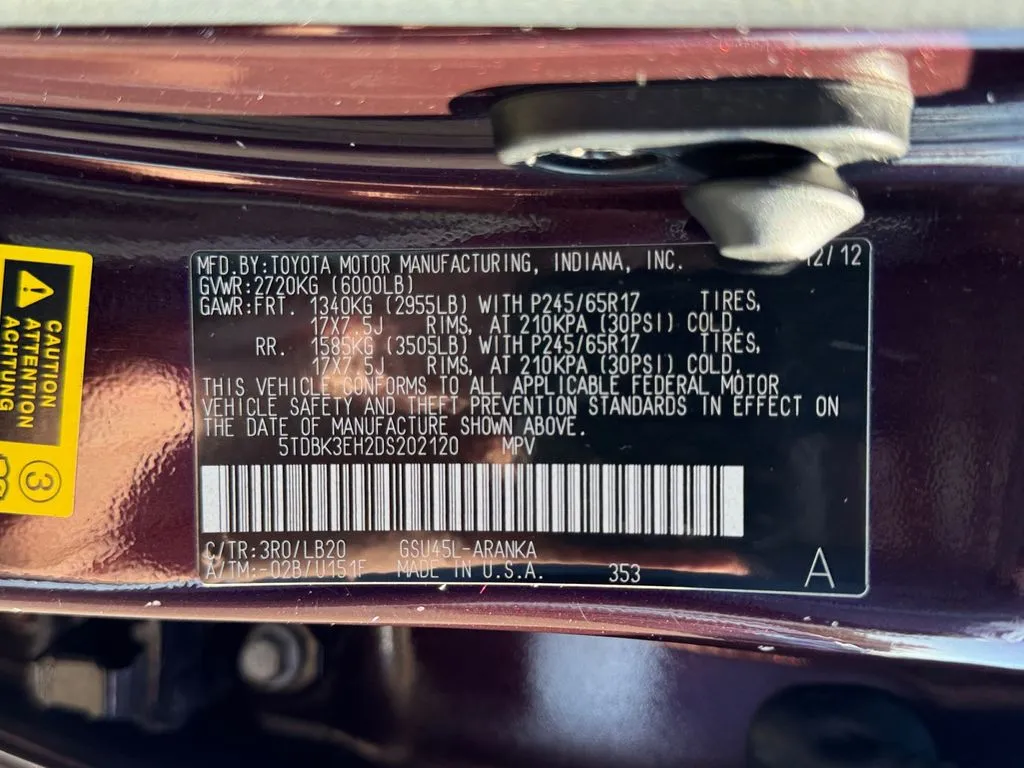 MFD.BY:TOYOTA MOTOR MANUFACTURING, INDIANA, INC. 12/12
GVWR:2720KG (6000LB)
GAWR:FRT. 1340KG (2955LB) WITH P245/65R17 TIRES,
17X7.5J RIMS, AT 210KPA (30PSI) COLD.
RR. 1585KG (3505LB) WITH P245/65R17 TIRES,
17X7.5J RIMS, AT 210KPA (30PSI) COLD.
THIS VEHICLE CONFORMS TO ALL APPLICABLE FEDERAL MOTOR
VEHICLE SAFETY AND THEFT PREVENTION STANDARDS IN EFFECT ON
THE DATE OF MANUFACTURE SHOWN ABOVE.
5TDBK3EH2DS202120 MPV
C/TR:3R0/LB20 GSU45L-ARANKA
A/TM:-02B/U151F MADE IN U.S.A. 353 A
CAUTION
ATTENTION
ACHTUNG
3